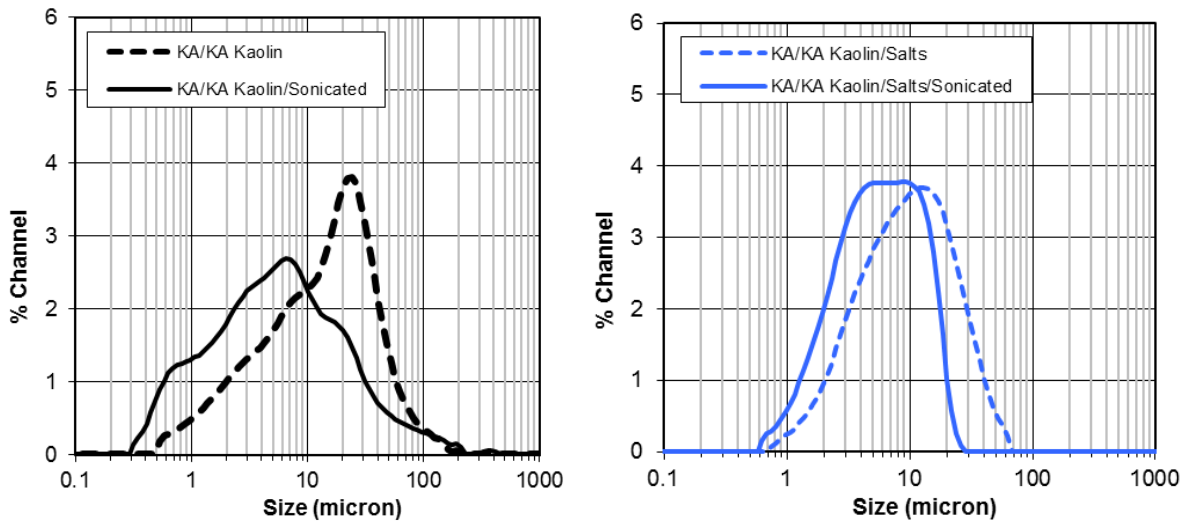 6
KA/KA Kaolin
KA/KA Kaolin/Sonicated
5
4
3
2
1
0
% Channel
0.1 1 10 100 1000
Size (micron)
6
KA/KA Kaolin/Salts
KA/KA Kaolin/Salts/Sonicated
5
4
3
2
1
0
% Channel
0.1 1 10 100 1000
Size (micron)